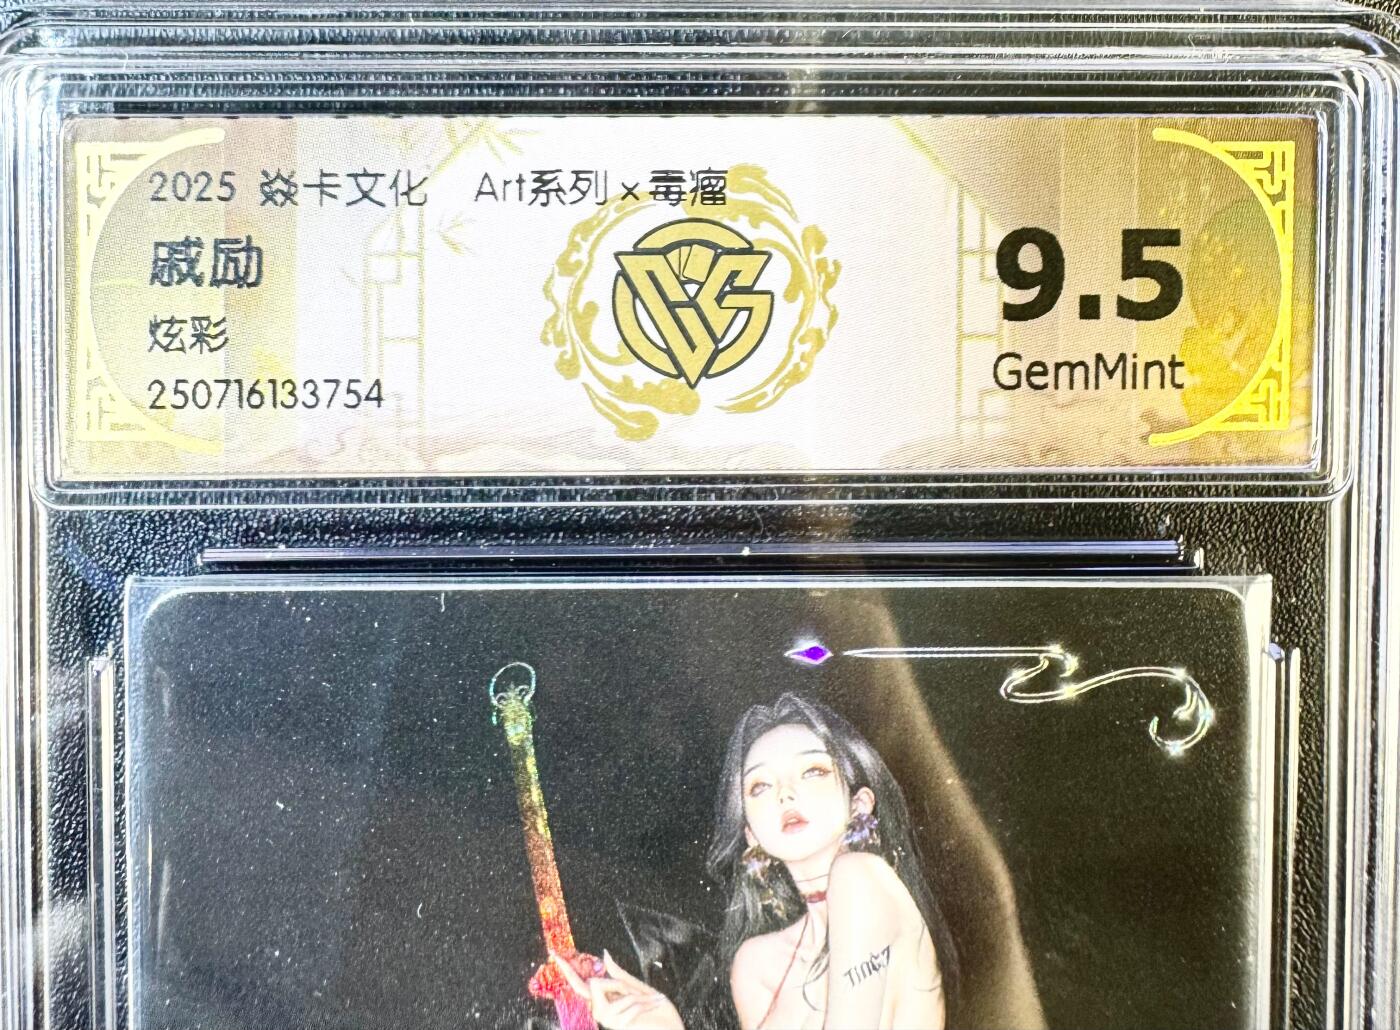 2025 焱卡文化 Art系列 x 毒瘤
戚励
炫彩
250716133754
9.5
GemMint